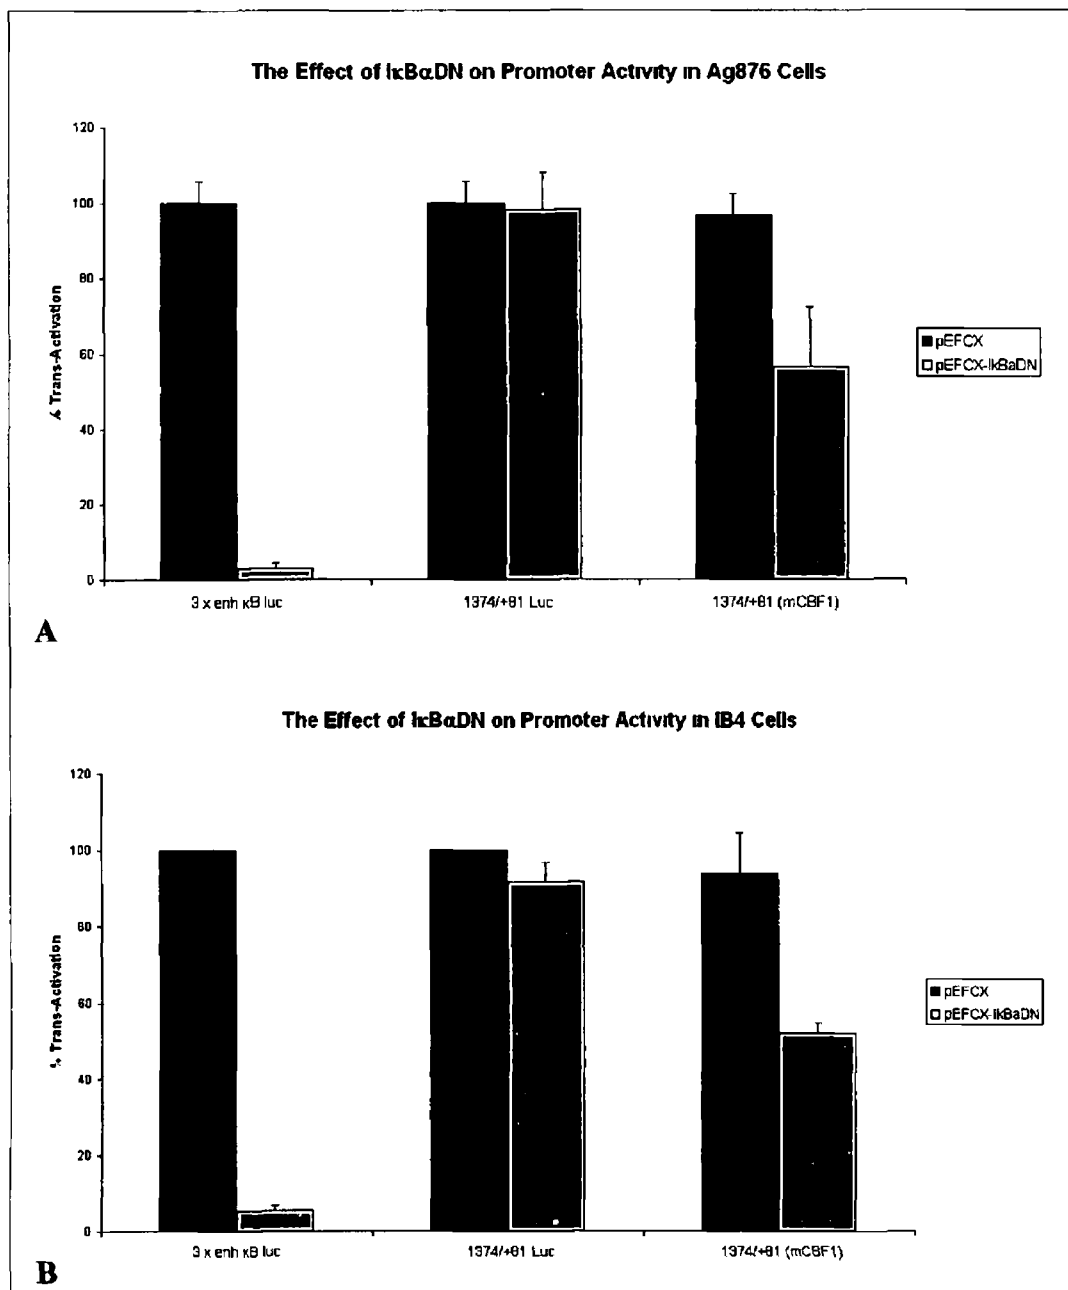 The Effect of IκBαDN on Promoter Activity in Ag876 Cells
120
100
80
60
40
20
0
% Trans-Activation
3 x enh κB luc
1374/+81 Luc
1374/+81 (mCBF1)
pEFCX
pEFCX-IkBaDN
A
The Effect of IκBαDN on Promoter Activity in IB4 Cells
120
100
80
60
40
20
0
% Trans-Activation
3 x enh κB luc
1374/+81 Luc
1374/+81 (mCBF1)
pEFCX
pEFCX-IkBaDN
B